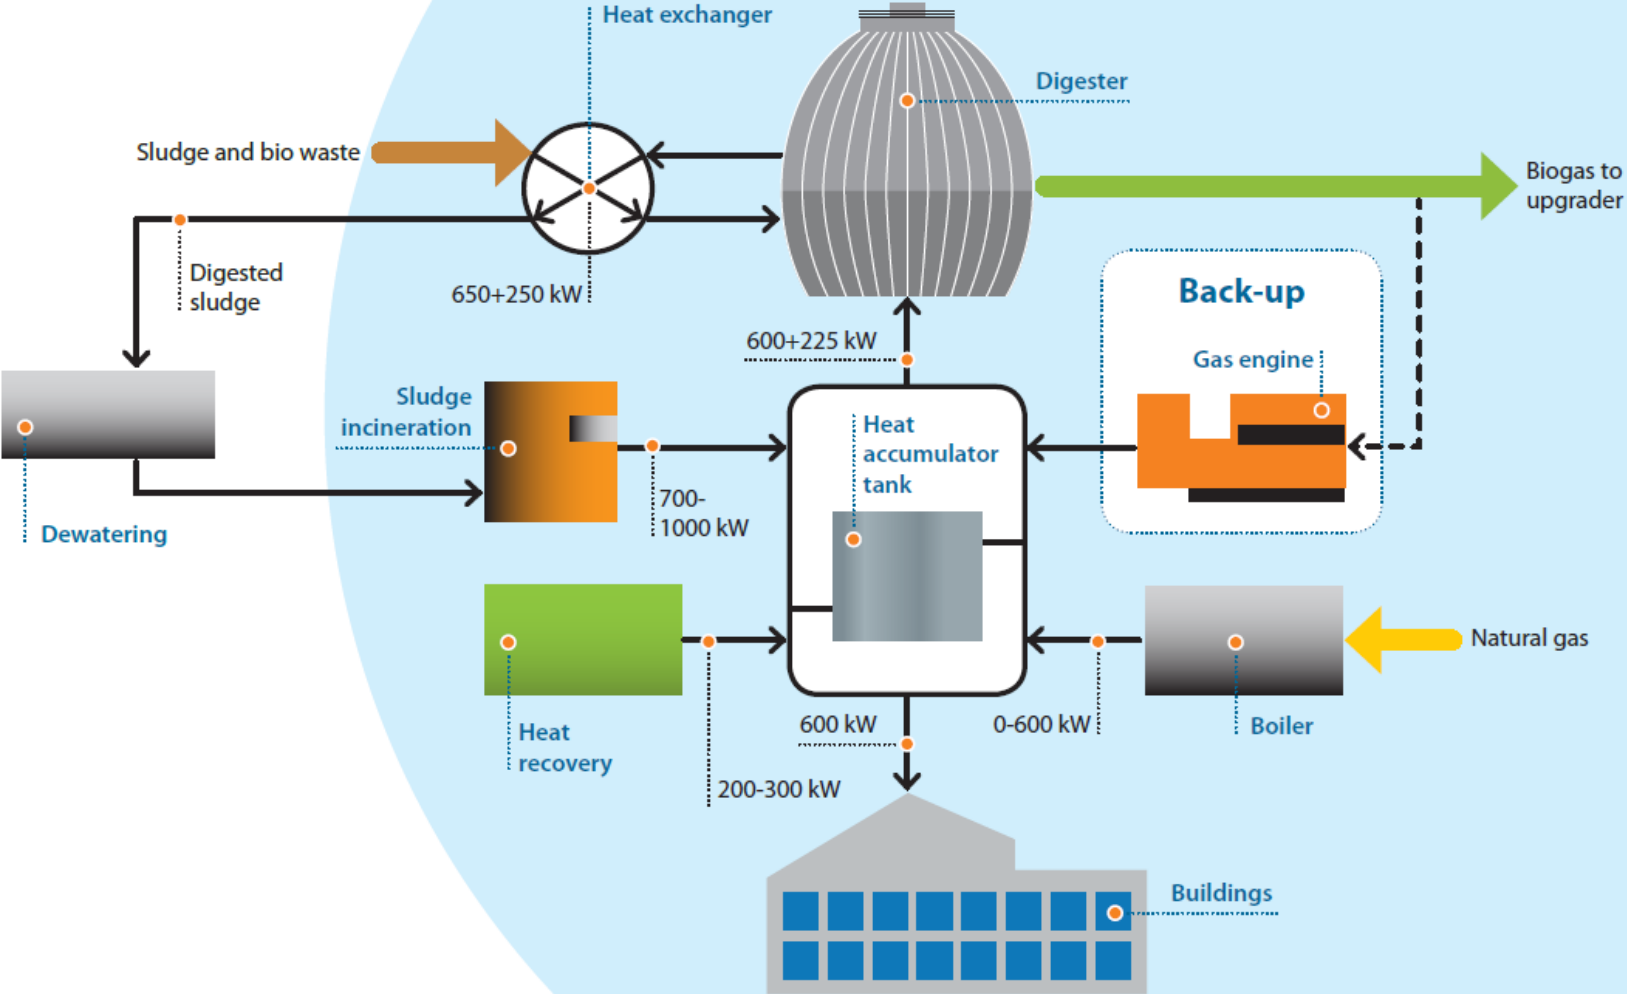 Heat exchanger
Digester
Sludge and bio waste
Biogas to
upgrader
Digested
sludge
650+250 kW
Back-up
600+225 kW
Gas engine
Sludge
incineration
Heat
accumulator
tank
700-
1000 kW
Dewatering
Natural gas
Heat
recovery
600 kW
0-600 kW
Boiler
200-300 kW
Buildings